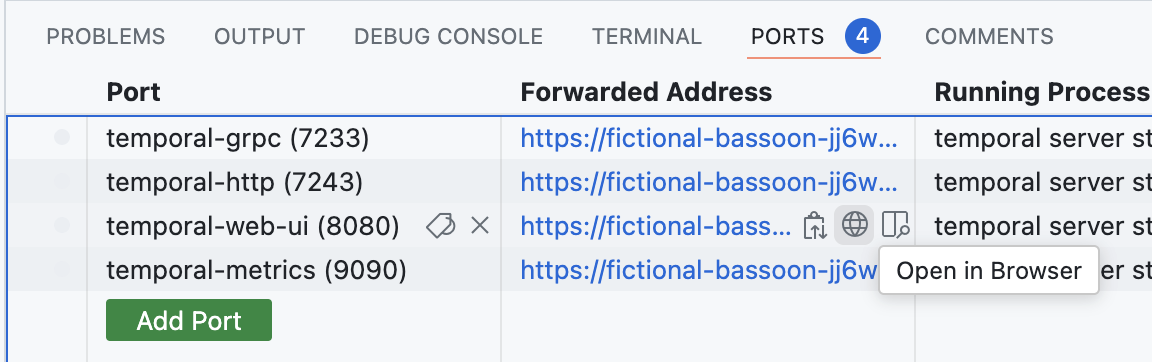 PROBLEMS OUTPUT DEBUG CONSOLE TERMINAL PORTS 4 COMMENTS
Port Forwarded Address Running Process
temporal-grpc (7233) https://fictional-bassoon-jj6w... temporal server st
temporal-http (7243) https://fictional-bassoon-jj6w... temporal server st
temporal-web-ui (8080) https://fictional-bass... temporal server st
temporal-metrics (9090) https://fictional-bassoon-jj6w Open in Browser er st
Add Port